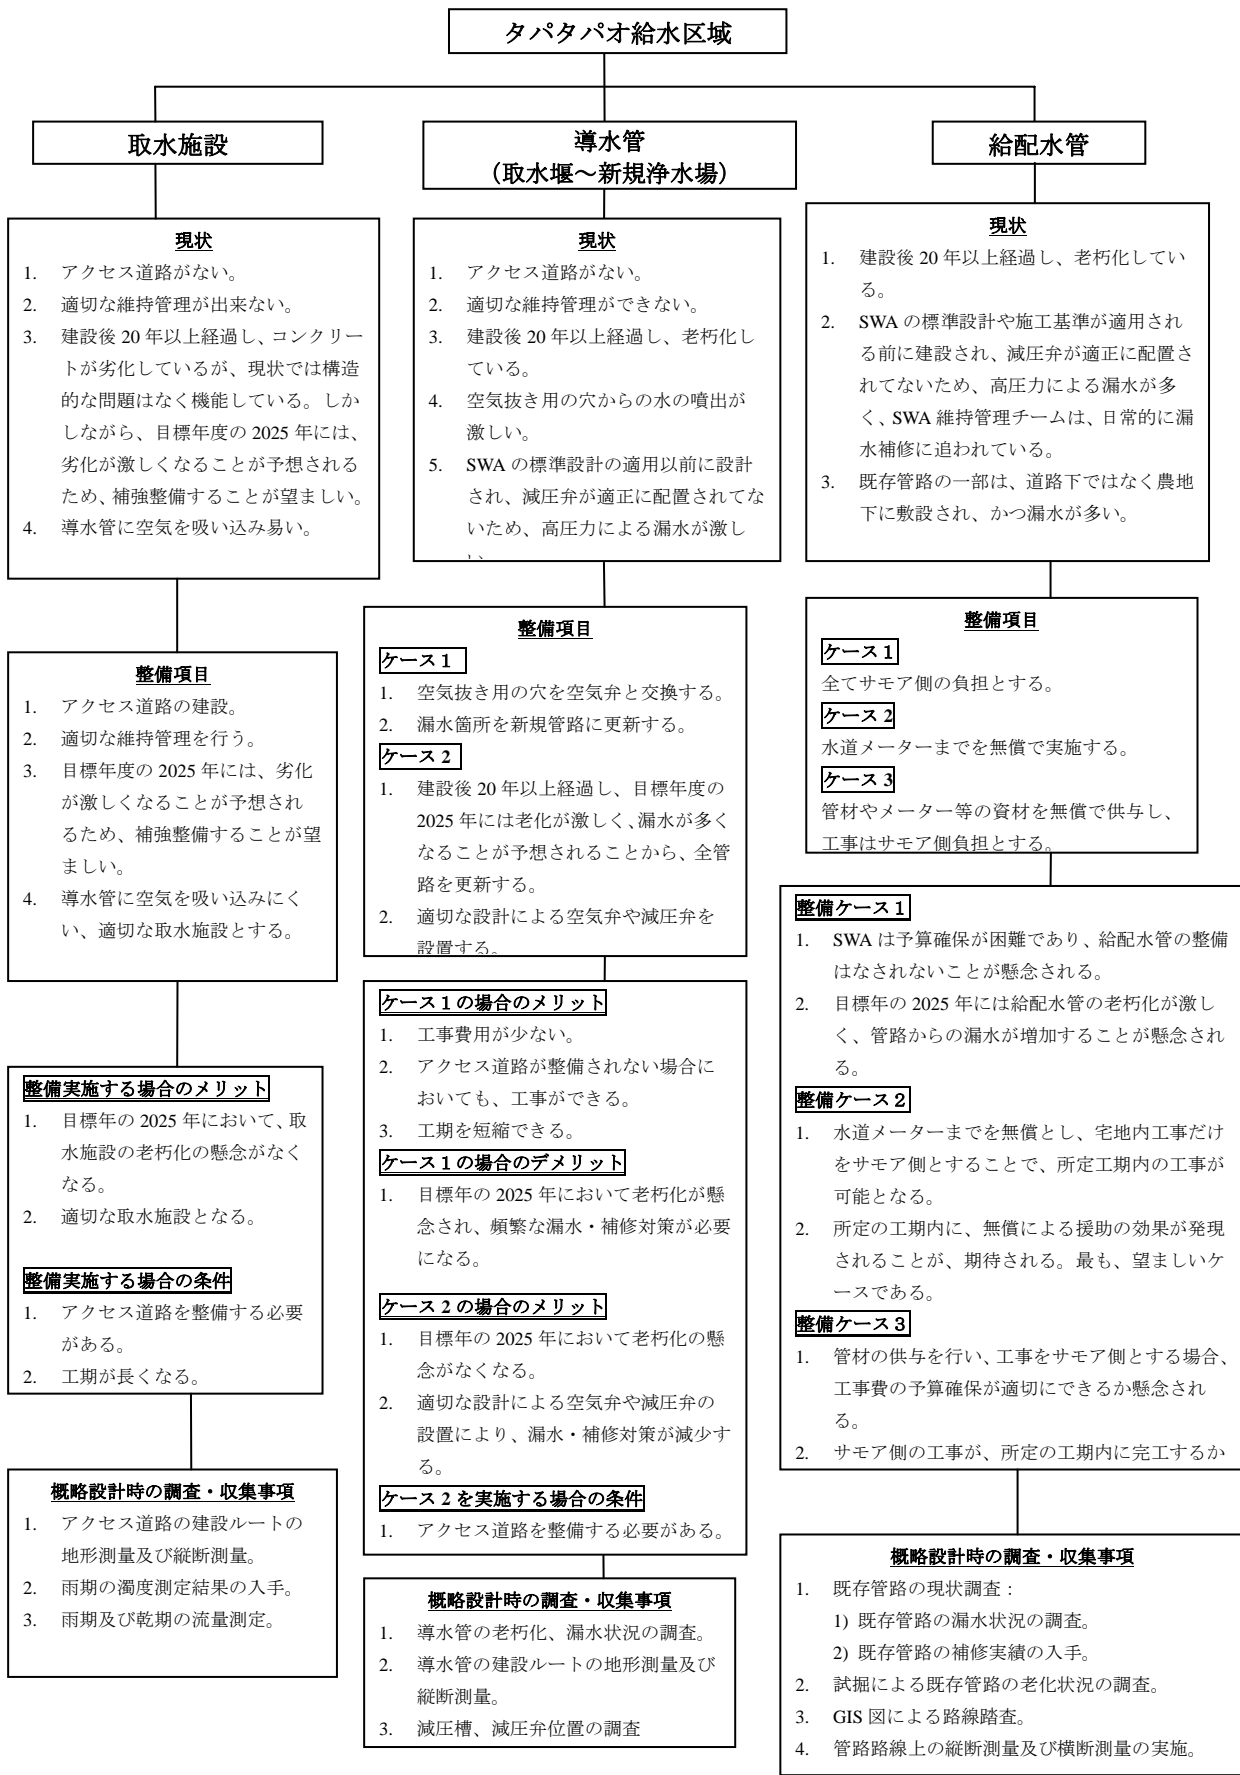 タパタパオ給水区域
取水施設
現状
1. アクセス道路がない。
2. 適切な維持管理が出来ない。
3. 建設後 20 年以上経過し、コンクリー
トが劣化しているが、現状では構造
的な問題はなく機能している。しか
しながら、目標年度の 2025 年には、
劣化が激しくなることが予想される
ため、補強整備することが望ましい。
4. 導水管に空気を吸い込み易い。
整備項目
1. アクセス道路の建設。
2. 適切な維持管理を行う。
3. 目標年度の 2025 年には、劣化
が激しくなることが予想され
るため、補強整備することが望
ましい。
4. 導水管に空気を吸い込みにく
い、適切な取水施設とする。
整備実施する場合のメリット
1. 目標年の 2025 年において、取
水施設の老朽化の懸念がなく
なる。
2. 適切な取水施設となる。
整備実施する場合の条件
1. アクセス道路を整備する必要
がある。
2. 工期が長くなる。
概略設計時の調査・収集事項
1. アクセス道路の建設ルートの
地形測量及び縦断測量。
2. 雨期の濁度測定結果の入手。
3. 雨期及び乾期の流量測定。
導水管
（取水堰～新規浄水場）
現状
1. アクセス道路がない。
2. 適切な維持管理ができない。
3. 建設後 20 年以上経過し、老朽化し
ている。
4. 空気抜き用の穴からの水の噴出が
激しい。
5. SWA の標準設計の適用以前に設計
され、減圧弁が適正に配置されてな
いため、高圧力による漏水が激し
整備項目
ケース 1
1. 空気抜き用の穴を空気弁と交換する。
2. 漏水箇所を新規管路に更新する。
ケース 2
1. 建設後 20 年以上経過し、目標年度の
2025 年には老化が激しく、漏水が多く
なることが予想されることから、全管
路を更新する。
2. 適切な設計による空気弁や減圧弁を
設置する。
ケース 1 の場合のメリット
1. 工事費用が少ない。
2. アクセス道路が整備されない場合に
おいても、工事ができる。
3. 工期を短縮できる。
ケース 1 の場合のデメリット
1. 目標年の 2025 年において老朽化が懸
念され、頻繁な漏水・補修対策が必要
になる。
ケース 2 の場合のメリット
1. 目標年の 2025 年において老朽化の懸
念がなくなる。
2. 適切な設計による空気弁や減圧弁の
設置により、漏水・補修対策が減少す
る。
ケース 2 を実施する場合の条件
1. アクセス道路を整備する必要がある。
概略設計時の調査・収集事項
1. 導水管の老朽化、漏水状況の調査。
2. 導水管の建設ルートの地形測量及び
縦断測量。
3. 減圧槽、減圧弁位置の調査
給配水管
現状
1. 建設後 20 年以上経過し、老朽化してい
る。
2. SWA の標準設計や施工基準が適用され
る前に建設され、減圧弁が適正に配置さ
れてないため、高圧力による漏水が多
く、SWA 維持管理チームは、日常的に漏
水補修に追われている。
3. 既存管路の一部は、道路下ではなく農地
下に敷設され、かつ漏水が多い。
整備項目
ケース 1
全てサモア側の負担とする。
ケース 2
水道メーターまでを無償で実施する。
ケース 3
管材やメーター等の資材を無償で供与し、
工事はサモア側負担とする。
整備ケース 1
1. SWA は予算確保が困難であり、給配水管の整備
はなされないことが懸念される。
2. 目標年の 2025 年には給配水管の老朽化が激し
く、管路からの漏水が増加することが懸念され
る。
整備ケース 2
1. 水道メーターまでを無償とし、宅地内工事だけ
をサモア側とすることで、所定工期内の工事が
可能となる。
2. 所定の工期内に、無償による援助の効果が発現
されることが、期待される。最も、望ましいケ
ースである。
整備ケース 3
1. 管材の供与を行い、工事をサモア側とする場合、
工事費の予算確保が適切にできるか懸念され
る。
2. サモア側の工事が、所定の工期内に完工するか
概略設計時の調査・収集事項
1. 既存管路の現状調査：
1) 既存管路の漏水状況の調査。
2) 既存管路の補修実績の入手。
2. 試掘による既存管路の老化状況の調査。
3. GIS 図による路線踏査。
4. 管路路線上の縦断測量及び横断測量の実施。